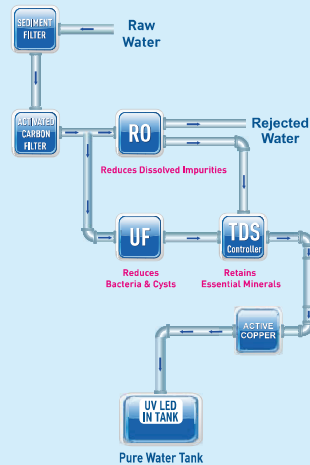 SEDIMENT
FILTER
Raw
Water
ACTIVATED
CARBON
FILTER
RO
Rejected
Water
Reduces Dissolved Impurities
UF
TDS
Controller
Reduces
Bacteria & Cysts
Retains
Essential Minerals
ACTIVE
COPPER
UV LED
IN TANK
Pure Water Tank